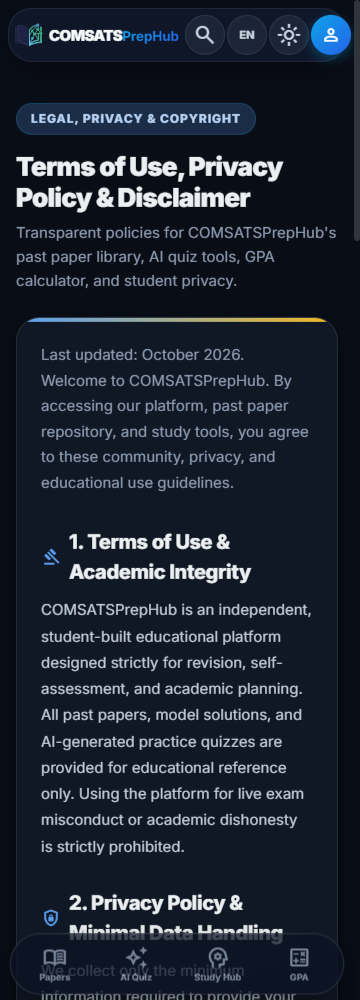 COMSATSPrepHub
EN
LEGAL, PRIVACY & COPYRIGHT
Terms of Use, Privacy
Policy & Disclaimer
Transparent policies for COMSATSPrepHub's
past paper library, AI quiz tools, GPA
calculator, and student privacy.
Last updated: October 2026.
Welcome to COMSATSPrepHub. By
accessing our platform, past paper
repository, and study tools, you agree
to these community, privacy, and
educational use guidelines.
1. Terms of Use &
Academic Integrity
COMSATSPrepHub is an independent,
student-built educational platform
designed strictly for revision, self-
assessment, and academic planning.
All past papers, model solutions, and
AI-generated practice quizzes are
provided for educational reference
only. Using the platform for live exam
misconduct or academic dishonesty
is strictly prohibited.
2. Privacy Policy &
Minimal Data Handling
We collect only the minimum
information required to provide your
Papers
AI Quiz
Study Hub
GPA